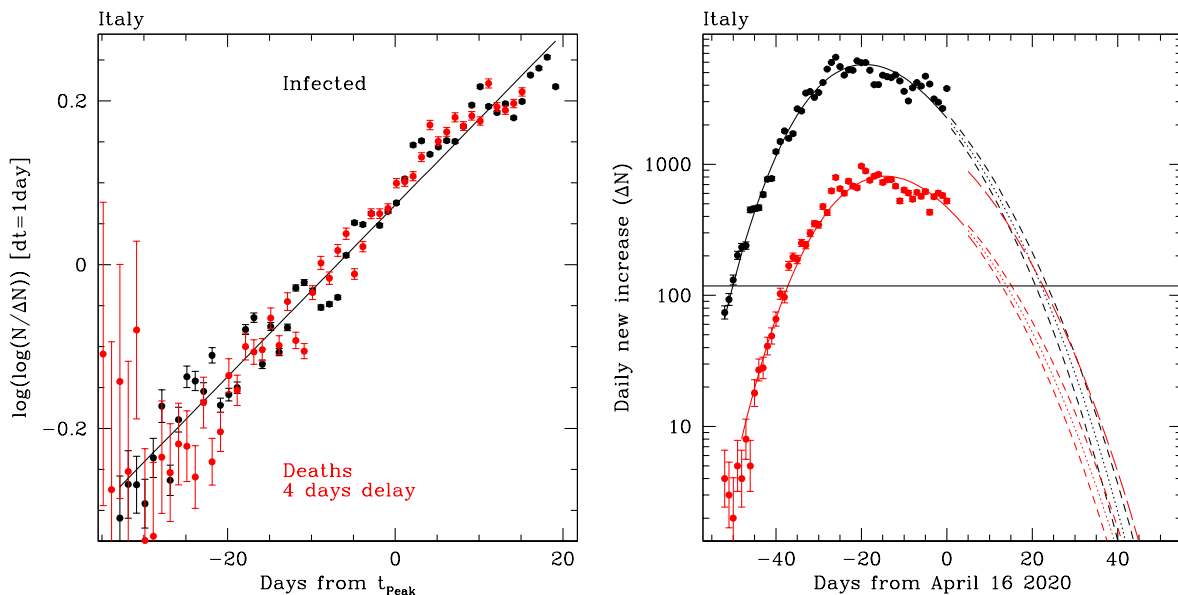 Italy
Infected
Deaths
4 days delay
log(log(N/ΔN)) [dt=1day]
0.2
0
-0.2
−20
0
20
Days from t_Peak
Italy
Daily new increase (ΔN)
1000
100
10
−40
−20
0
20
40
Days from April 16 2020